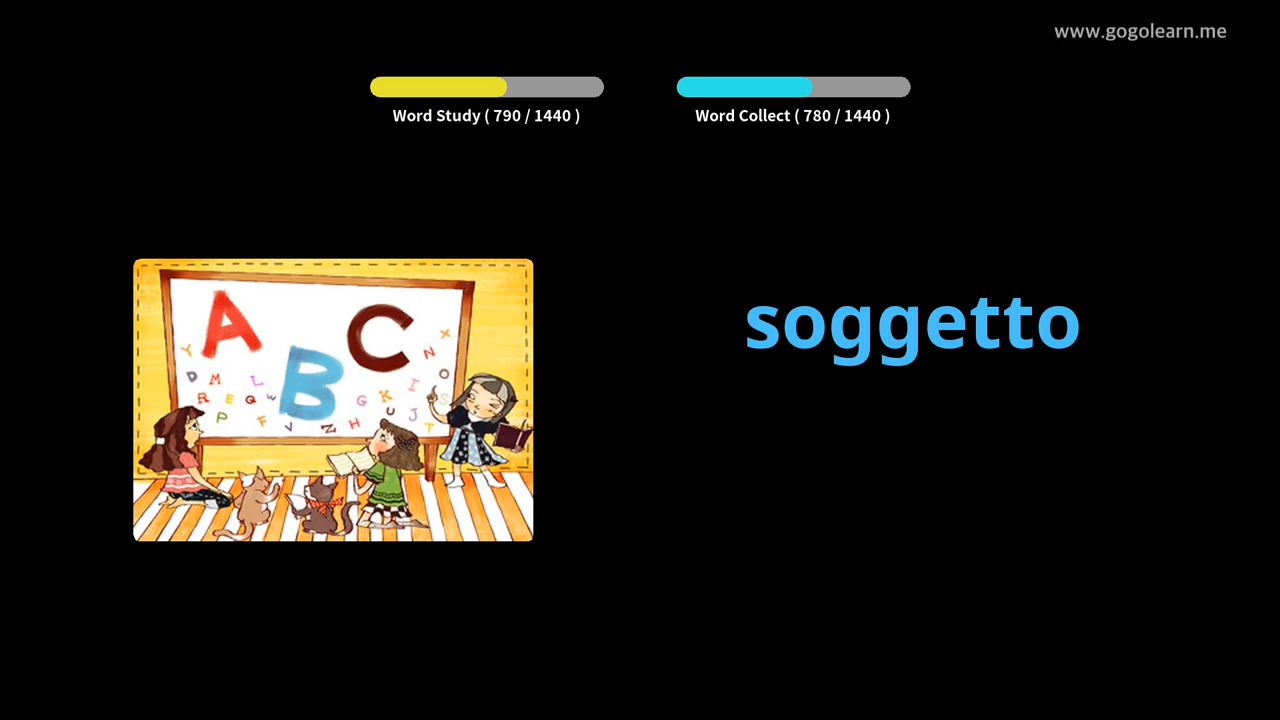 www.gogolearn.me
Word Study ( 790 / 1440 )
Word Collect ( 780 / 1440 )
soggetto
A
C
B
Y
X
N
D M L O
R E Q W G K I S
P F V Z H U J T